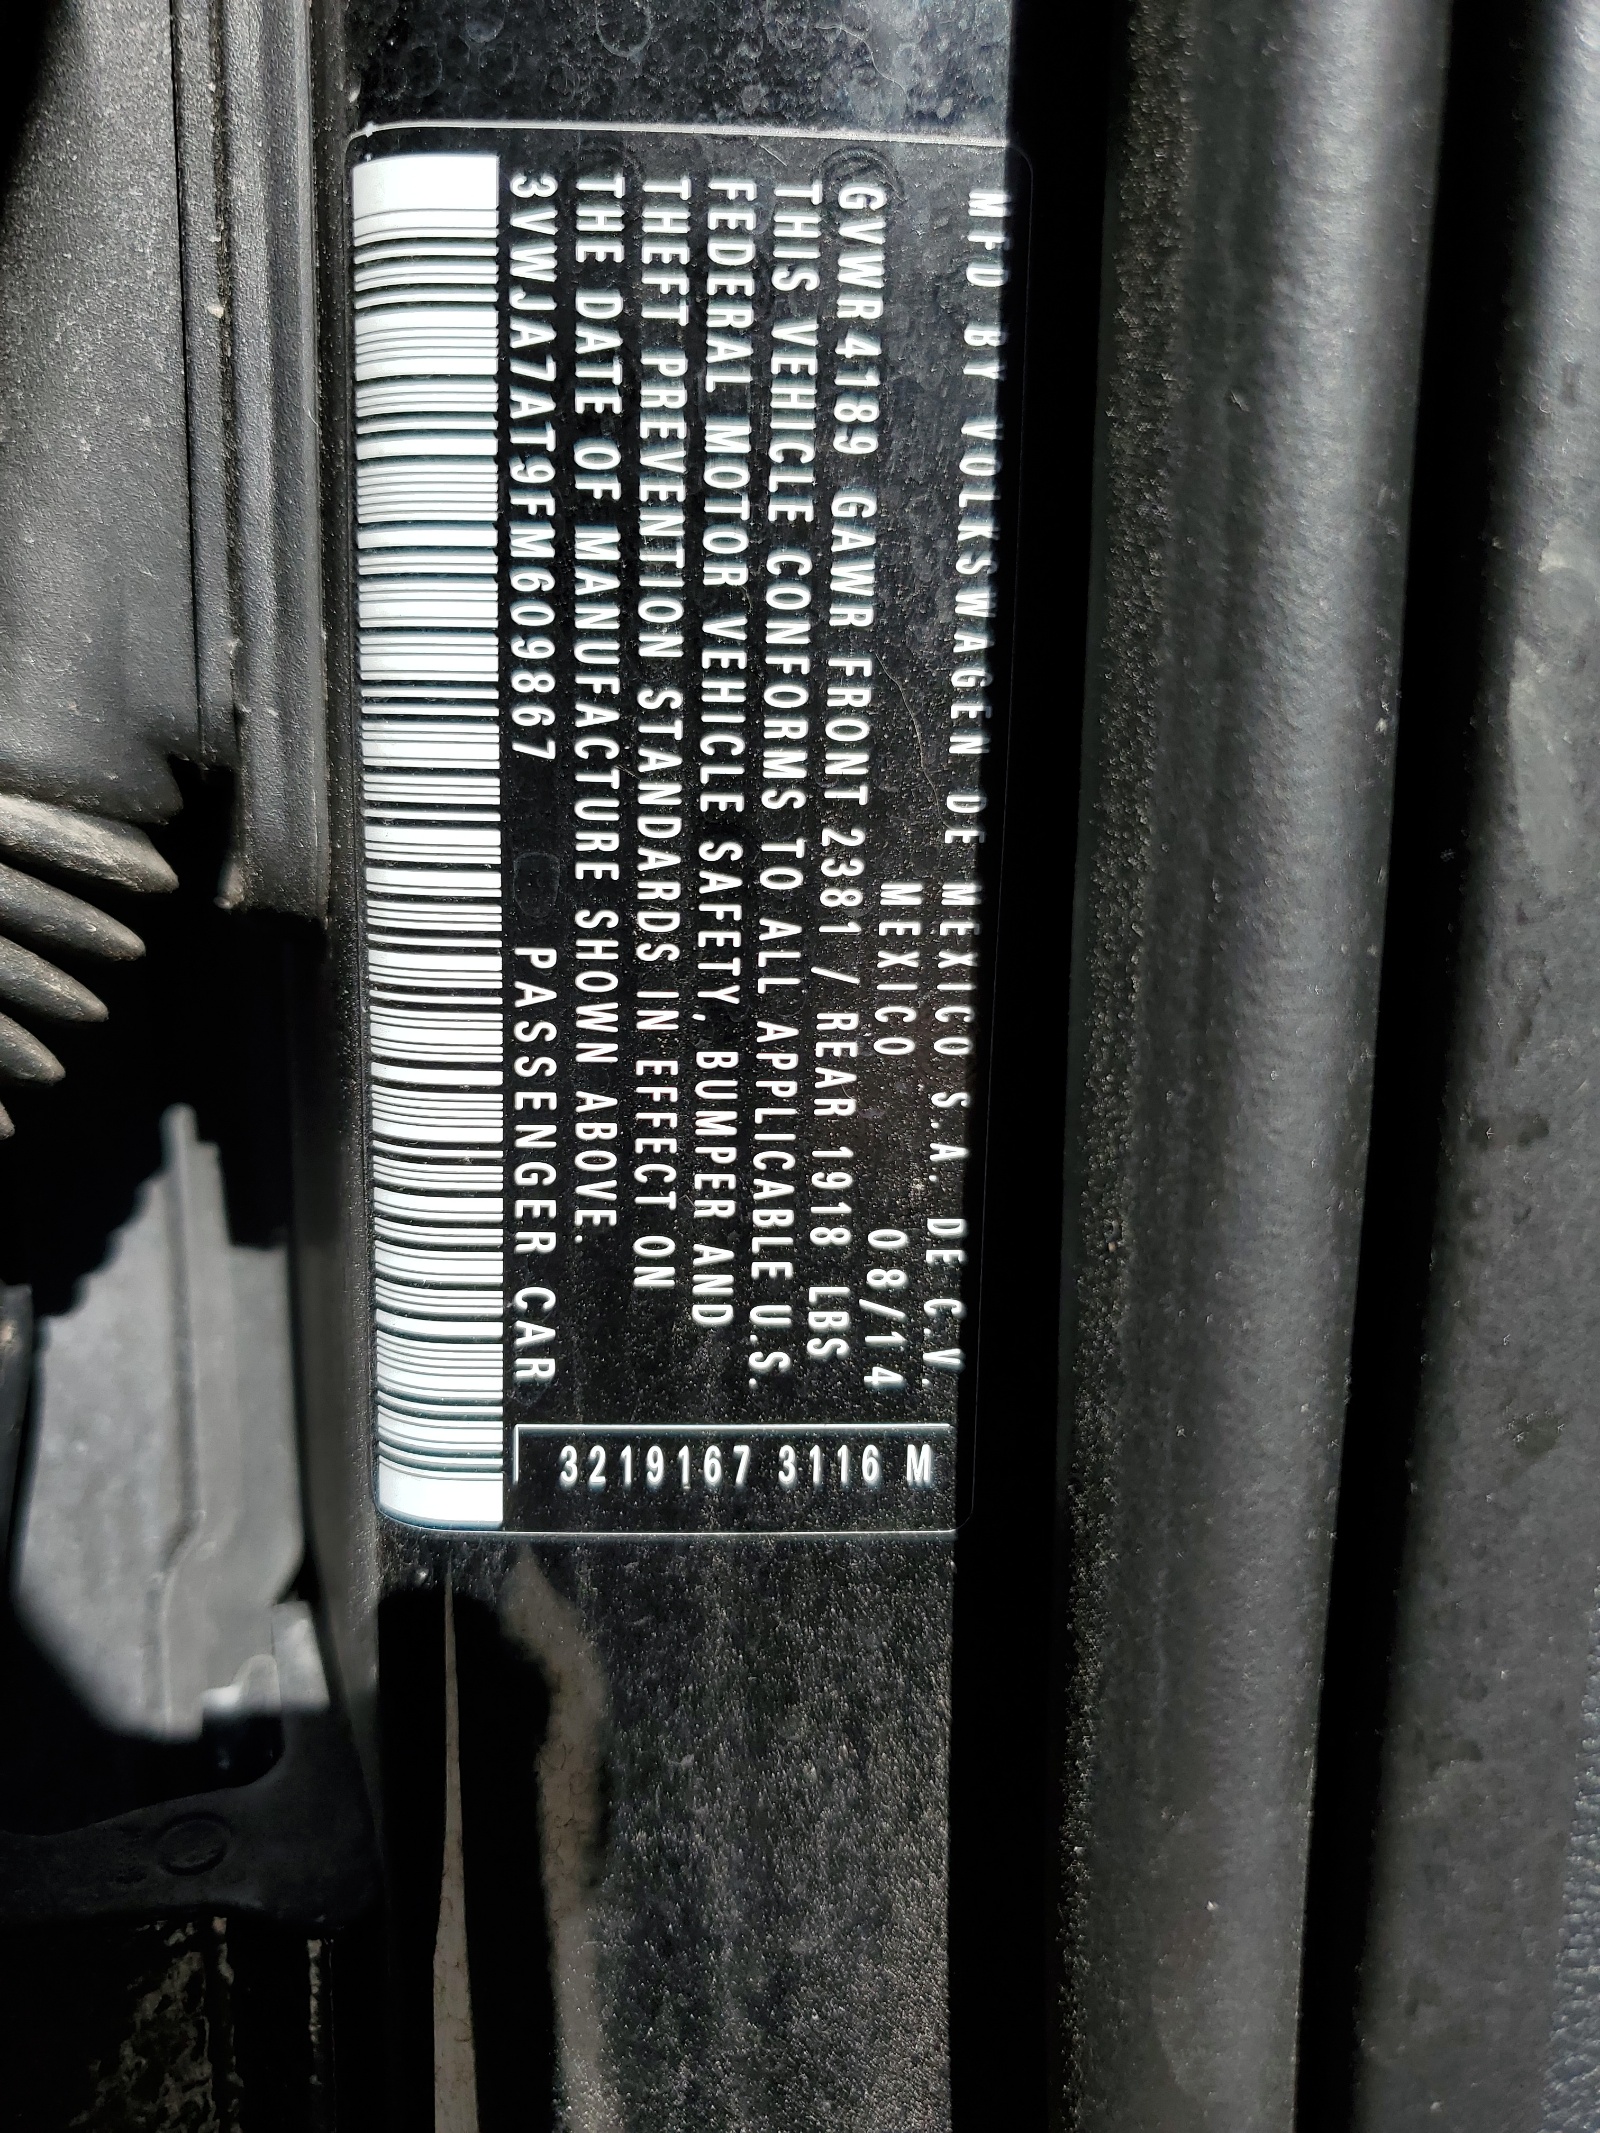 MFD BY VOLKSWAGEN DE MEXICO S.A. DE C.V.
MEXICO 08/14
GVWR4189 GAWR FRONT 2381 / REAR 1918 LBS
THIS VEHICLE CONFORMS TO ALL APPLICABLE U.S.
FEDERAL MOTOR VEHICLE SAFETY, BUMPER AND
THEFT PREVENTION STANDARDS IN EFFECT ON
THE DATE OF MANUFACTURE SHOWN ABOVE.
3VWJA7AT9FM609867 PASSENGER CAR
3219167 3116 M